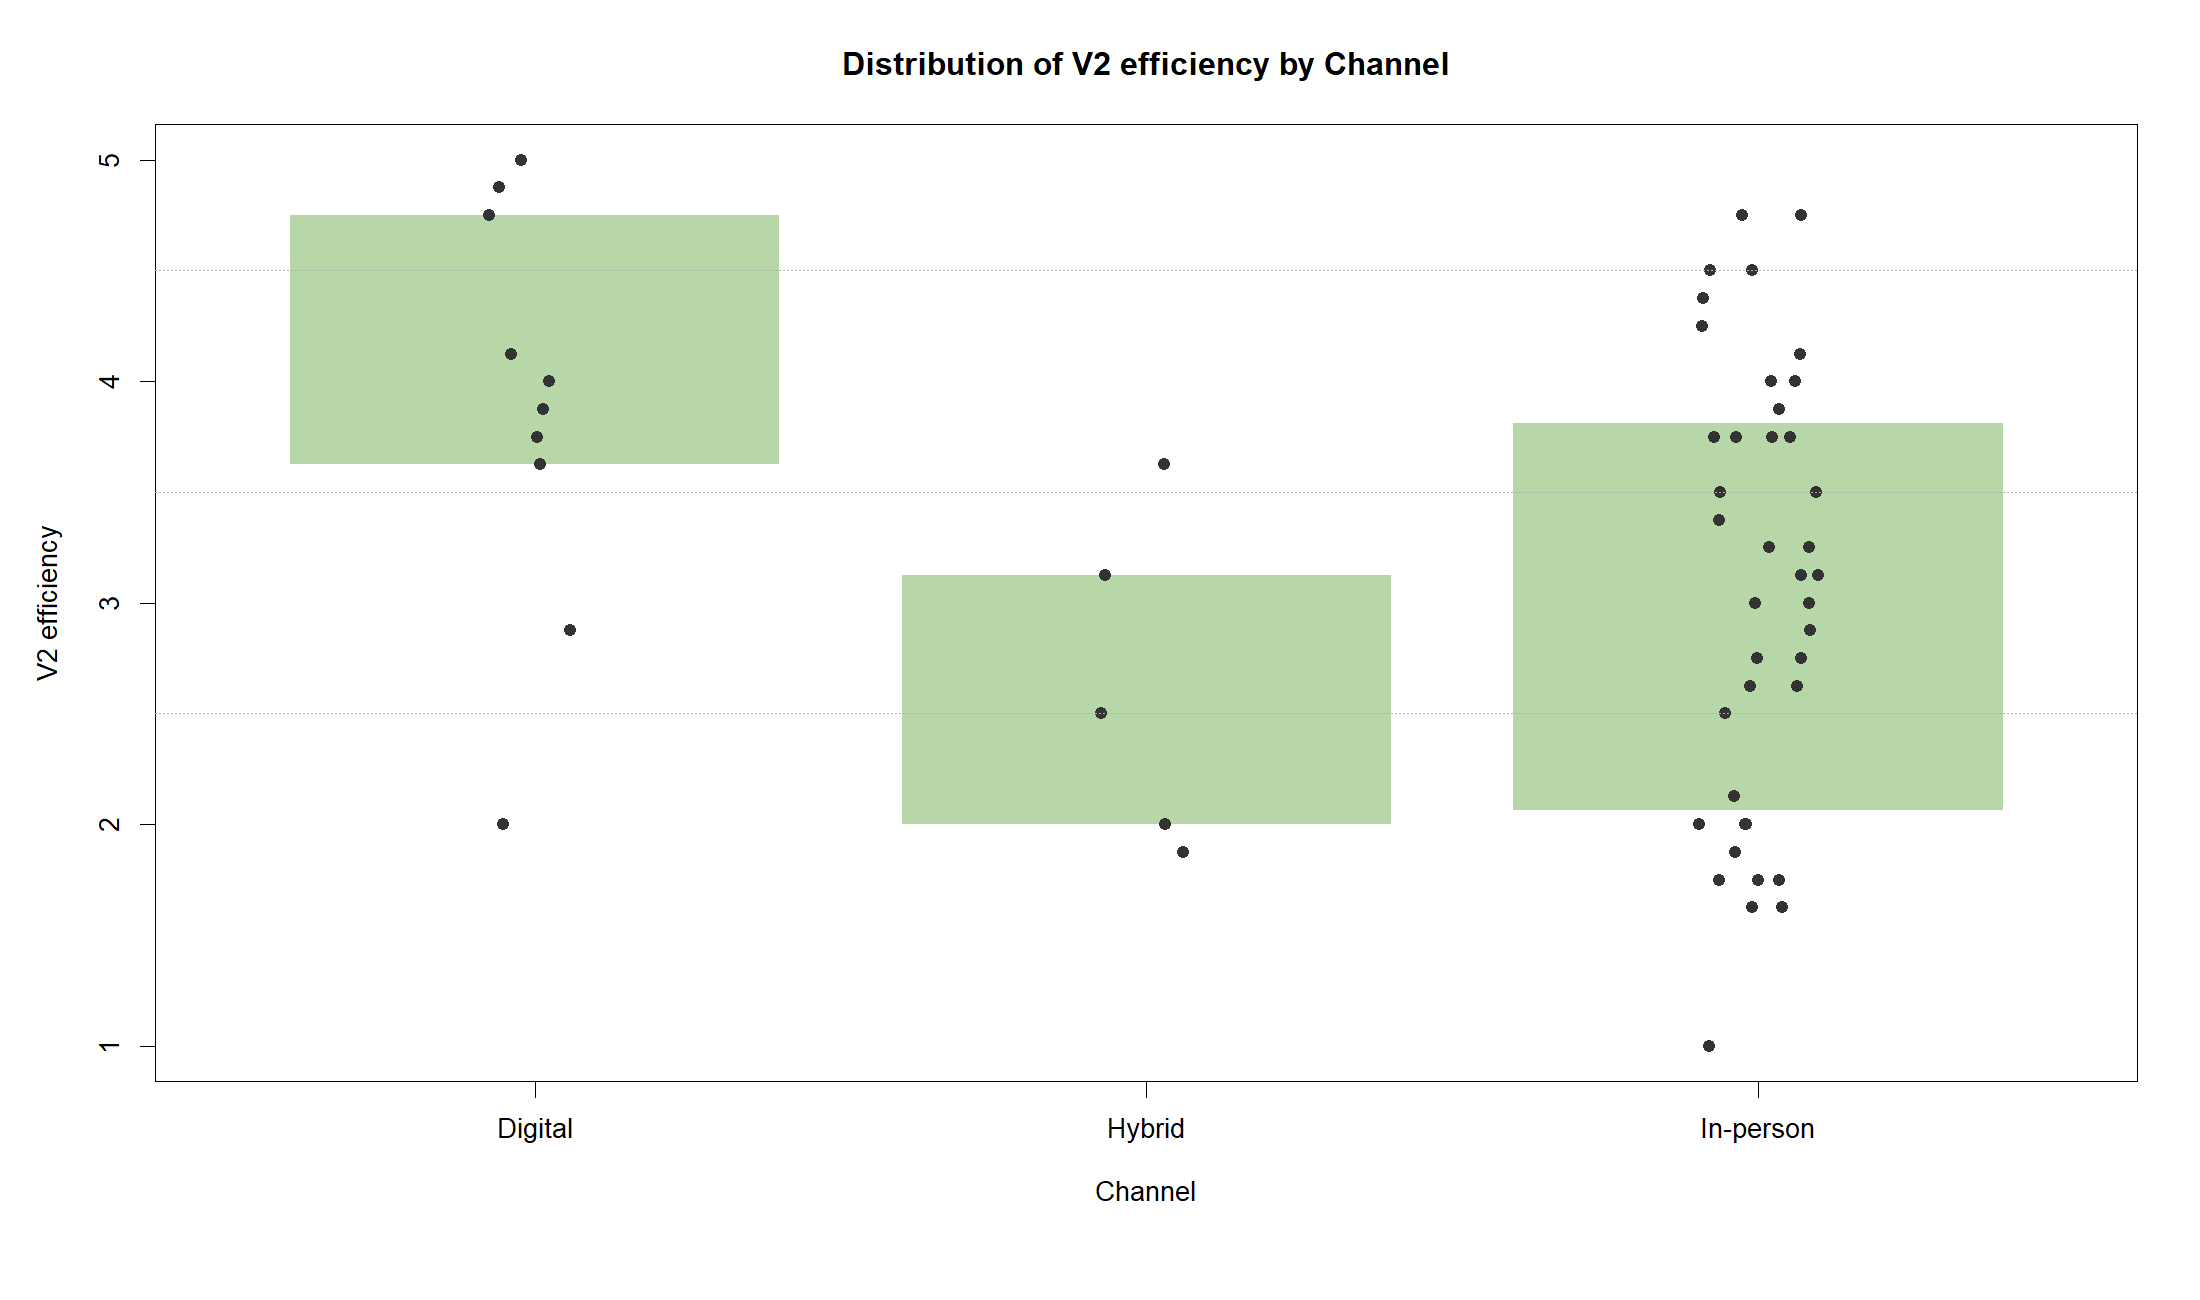 Distribution of V2 efficiency by Channel
5
4
3
2
1
V2 efficiency
Digital
Hybrid
In-person
Channel